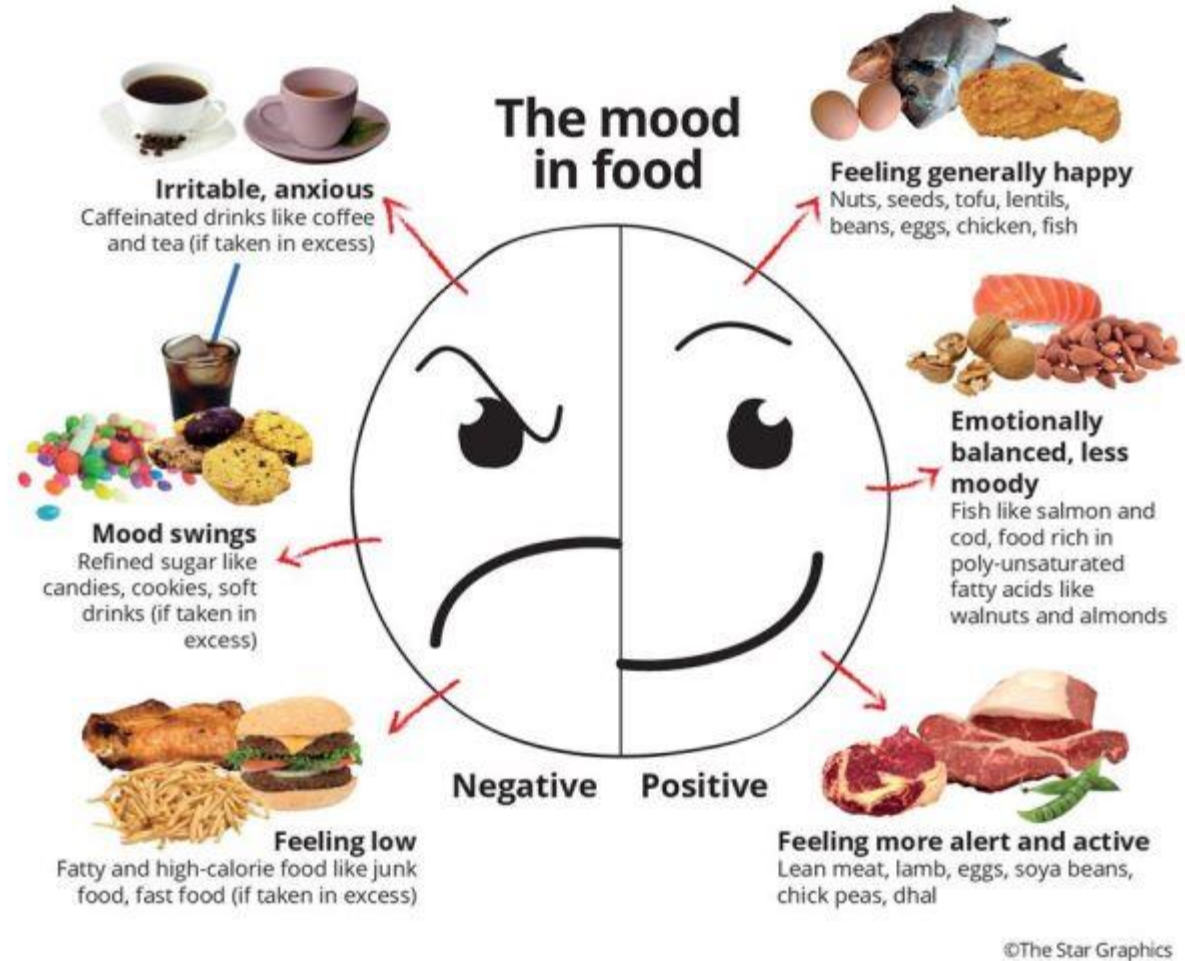 The mood
in food
Irritable, anxious
Caffeinated drinks like coffee
and tea (if taken in excess)
Mood swings
Refined sugar like
candies, cookies, soft
drinks (if taken in
excess)
Feeling low
Fatty and high-calorie food like junk
food, fast food (if taken in excess)
Negative
Positive
Feeling generally happy
Nuts, seeds, tofu, lentils,
beans, eggs, chicken, fish
Emotionally
balanced, less
moody
Fish like salmon and
cod, food rich in
poly-unsaturated
fatty acids like
walnuts and almonds
Feeling more alert and active
Lean meat, lamb, eggs, soya beans,
chick peas, dhal
©The Star Graphics